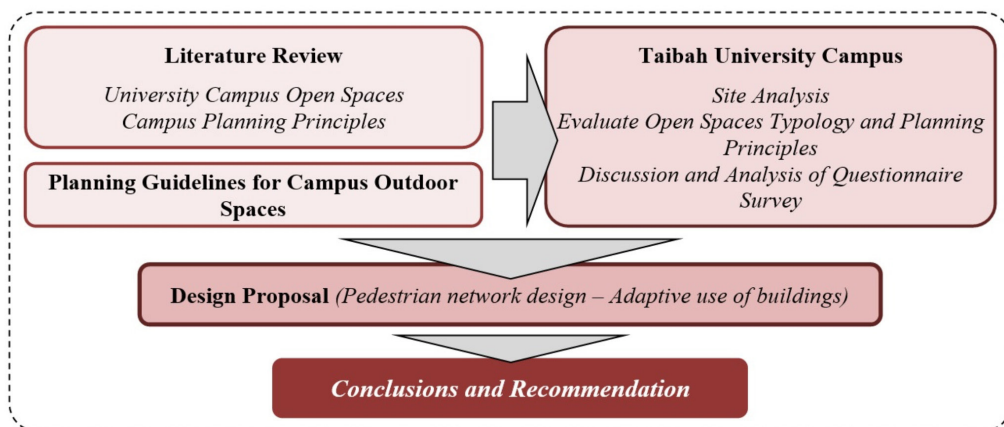 Literature Review
University Campus Open Spaces
Campus Planning Principles
Planning Guidelines for Campus Outdoor
Spaces
Taibah University Campus
Site Analysis
Evaluate Open Spaces Typology and Planning
Principles
Discussion and Analysis of Questionnaire
Survey
Design Proposal (Pedestrian network design – Adaptive use of buildings)
Conclusions and Recommendation